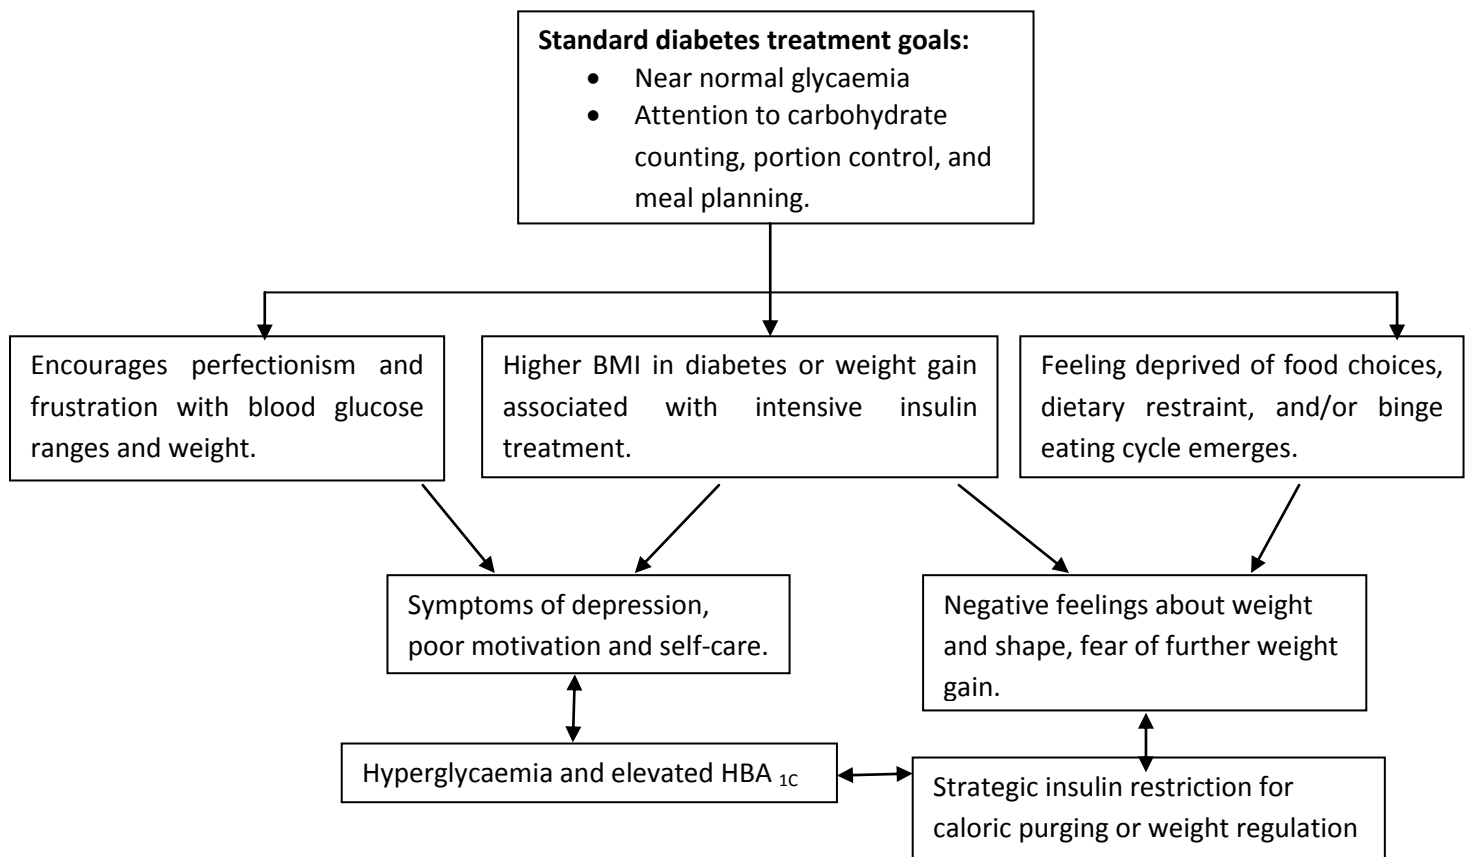 Standard diabetes treatment goals:
• Near normal glycaemia
• Attention to carbohydrate
counting, portion control, and
meal planning.
Encourages perfectionism and
frustration with blood glucose
ranges and weight.
Higher BMI in diabetes or weight gain
associated with intensive insulin
treatment.
Feeling deprived of food choices,
dietary restraint, and/or binge
eating cycle emerges.
Symptoms of depression,
poor motivation and self-care.
Negative feelings about weight
and shape, fear of further weight
gain.
Hyperglycaemia and elevated HBA 1C
Strategic insulin restriction for
caloric purging or weight regulation